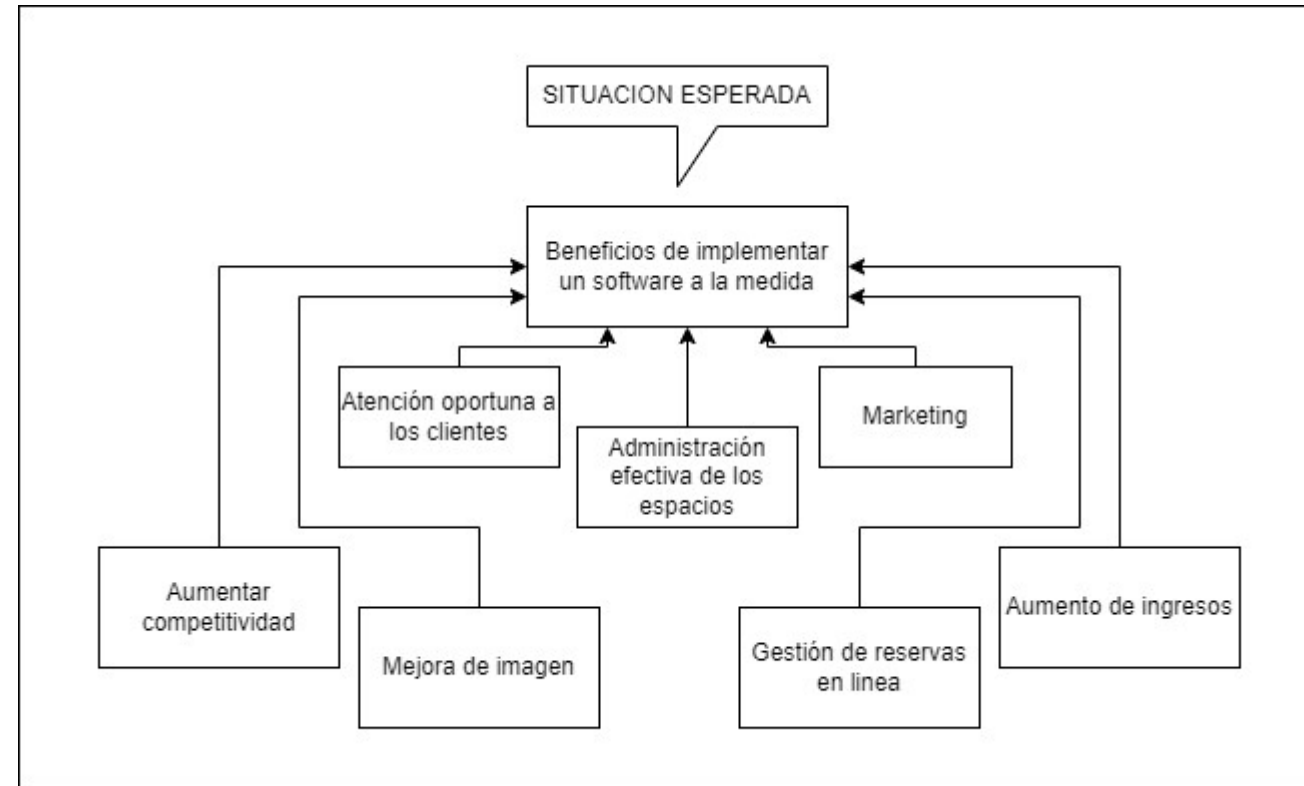 SITUACION ESPERADA
Beneficios de implementar
un software a la medida
Atención oportuna a
los clientes
Administración
efectiva de los
espacios
Marketing
Aumentar
competitividad
Mejora de imagen
Gestión de reservas
en linea
Aumento de ingresos